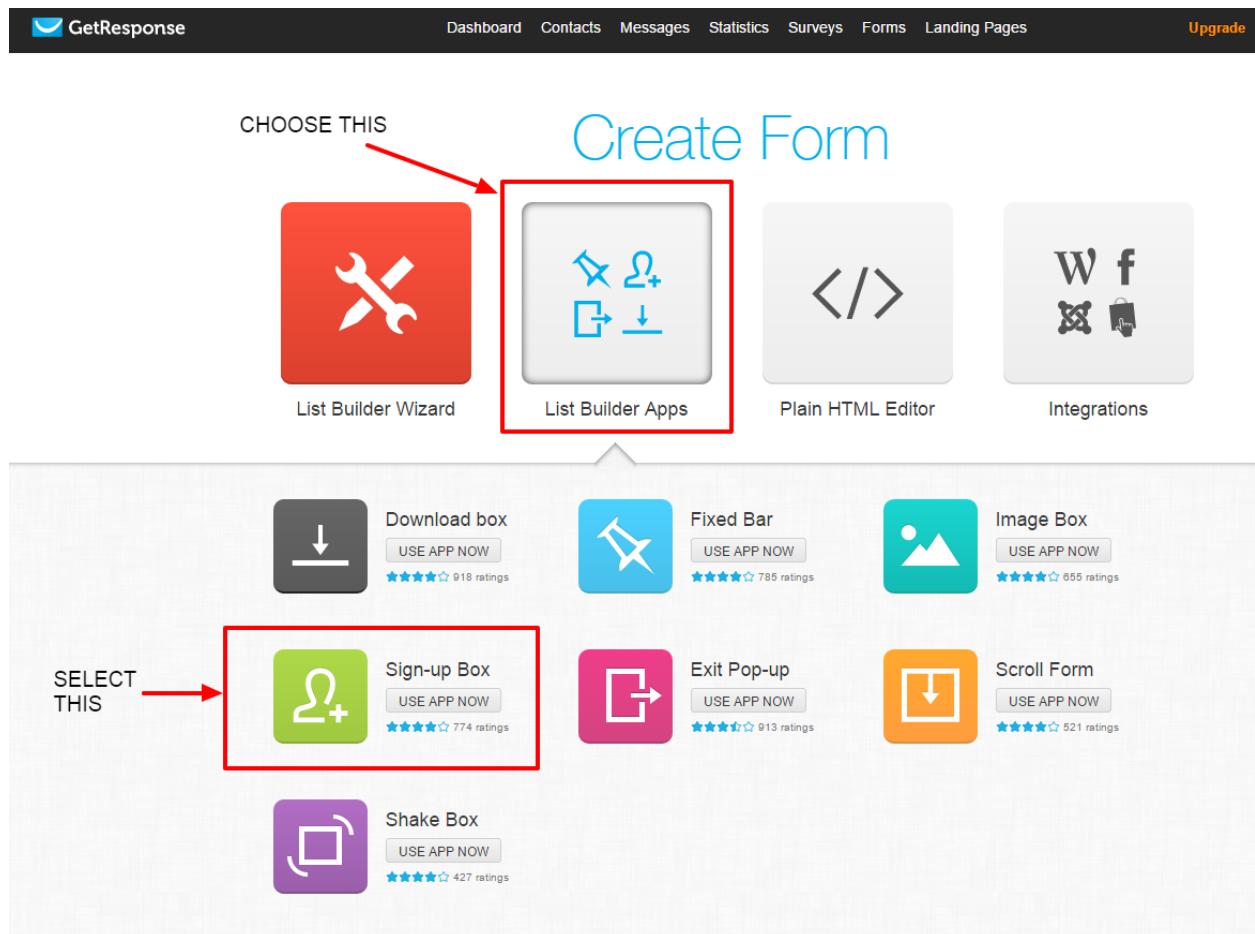 GetResponse
Dashboard Contacts Messages Statistics Surveys Forms Landing Pages Upgrade
CHOOSE THIS
Create Form
W f
</>
List Builder Wizard
List Builder Apps
Plain HTML Editor
Integrations
Download box
USE APP NOW
918 ratings
Fixed Bar
USE APP NOW
785 ratings
Image Box
USE APP NOW
655 ratings
SELECT
THIS
Sign-up Box
USE APP NOW
774 ratings
Exit Pop-up
USE APP NOW
913 ratings
Scroll Form
USE APP NOW
521 ratings
Shake Box
USE APP NOW
427 ratings